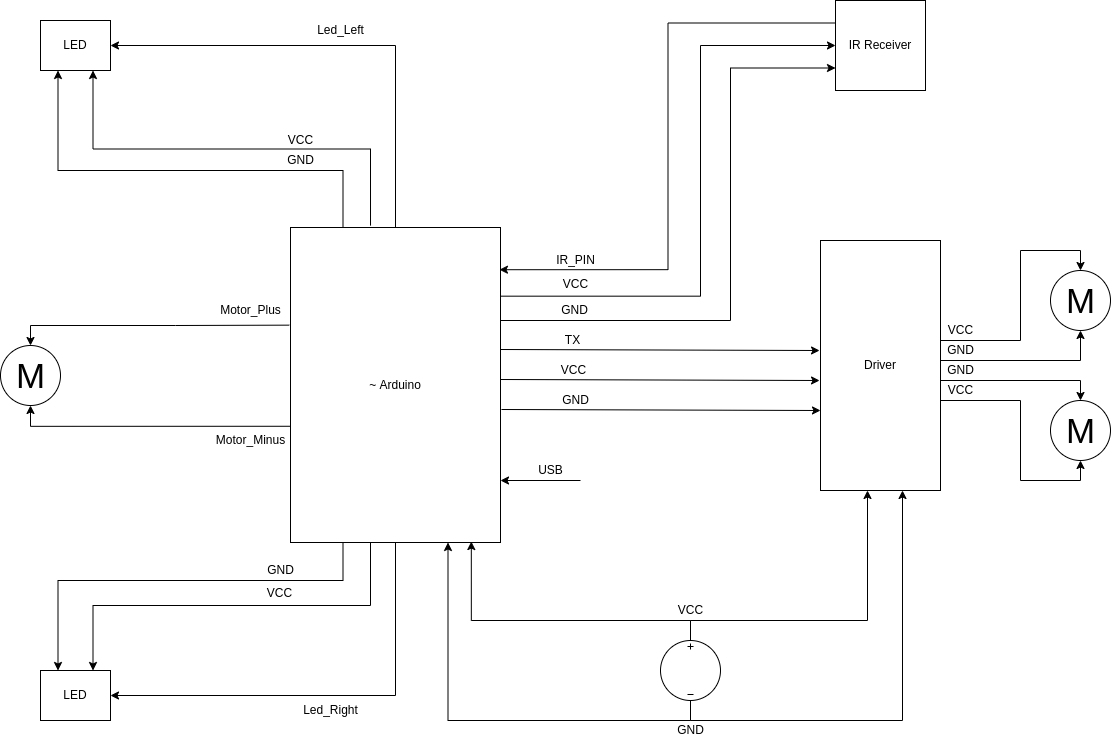 Led_Left
LED
IR Receiver
VCC
GND
IR_PIN
VCC
Motor_Plus
GND
M
VCC
TX
GND
M
~ Arduino
Driver
VCC
GND
VCC
GND
M
Motor_Minus
USB
GND
VCC
VCC
+
LED
–
Led_Right
GND